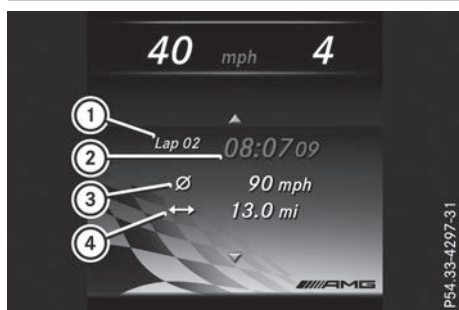 40 mph 4
1
Lap 02 08:07 09
2
3
Ø 90 mph
↔ 13.0 mi
4
AMG
P54.33-4297-31